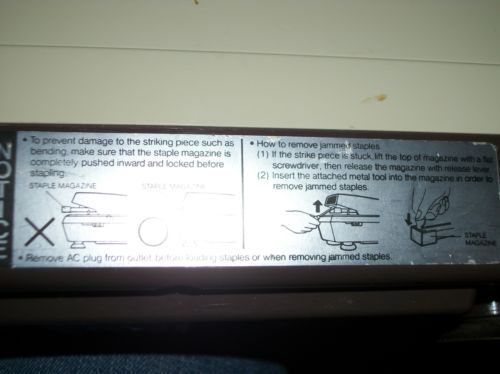 NOTICE
• To prevent damage to the striking piece such as
bending, make sure that the staple magazine is
completely pushed inward and locked before
stapling.
STAPLE MAGAZINE
STAPLE MAGAZINE
• How to remove jammed staples
(1) If the strike piece is stuck, lift the top of magazine with a flat
screwdriver, then release the magazine with release lever.
(2) Insert the attached metal tool into the magazine in order to
remove jammed staples.
STAPLE
MAGAZINE
• Remove AC plug from outlet before loading staples or when removing jammed staples.